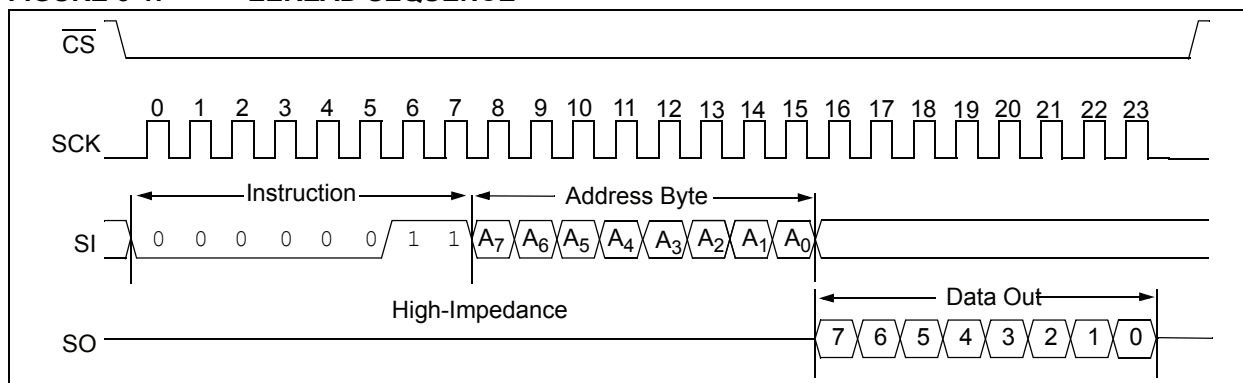 CS
0 1 2 3 4 5 6 7 8 9 10 11 12 13 14 15 16 17 18 19 20 21 22 23
SCK
Instruction
Address Byte
SI
0 0 0 0 0 0 1 1 A7 A6 A5 A4 A3 A2 A1 A0
Data Out
High-Impedance
SO
7 6 5 4 3 2 1 0